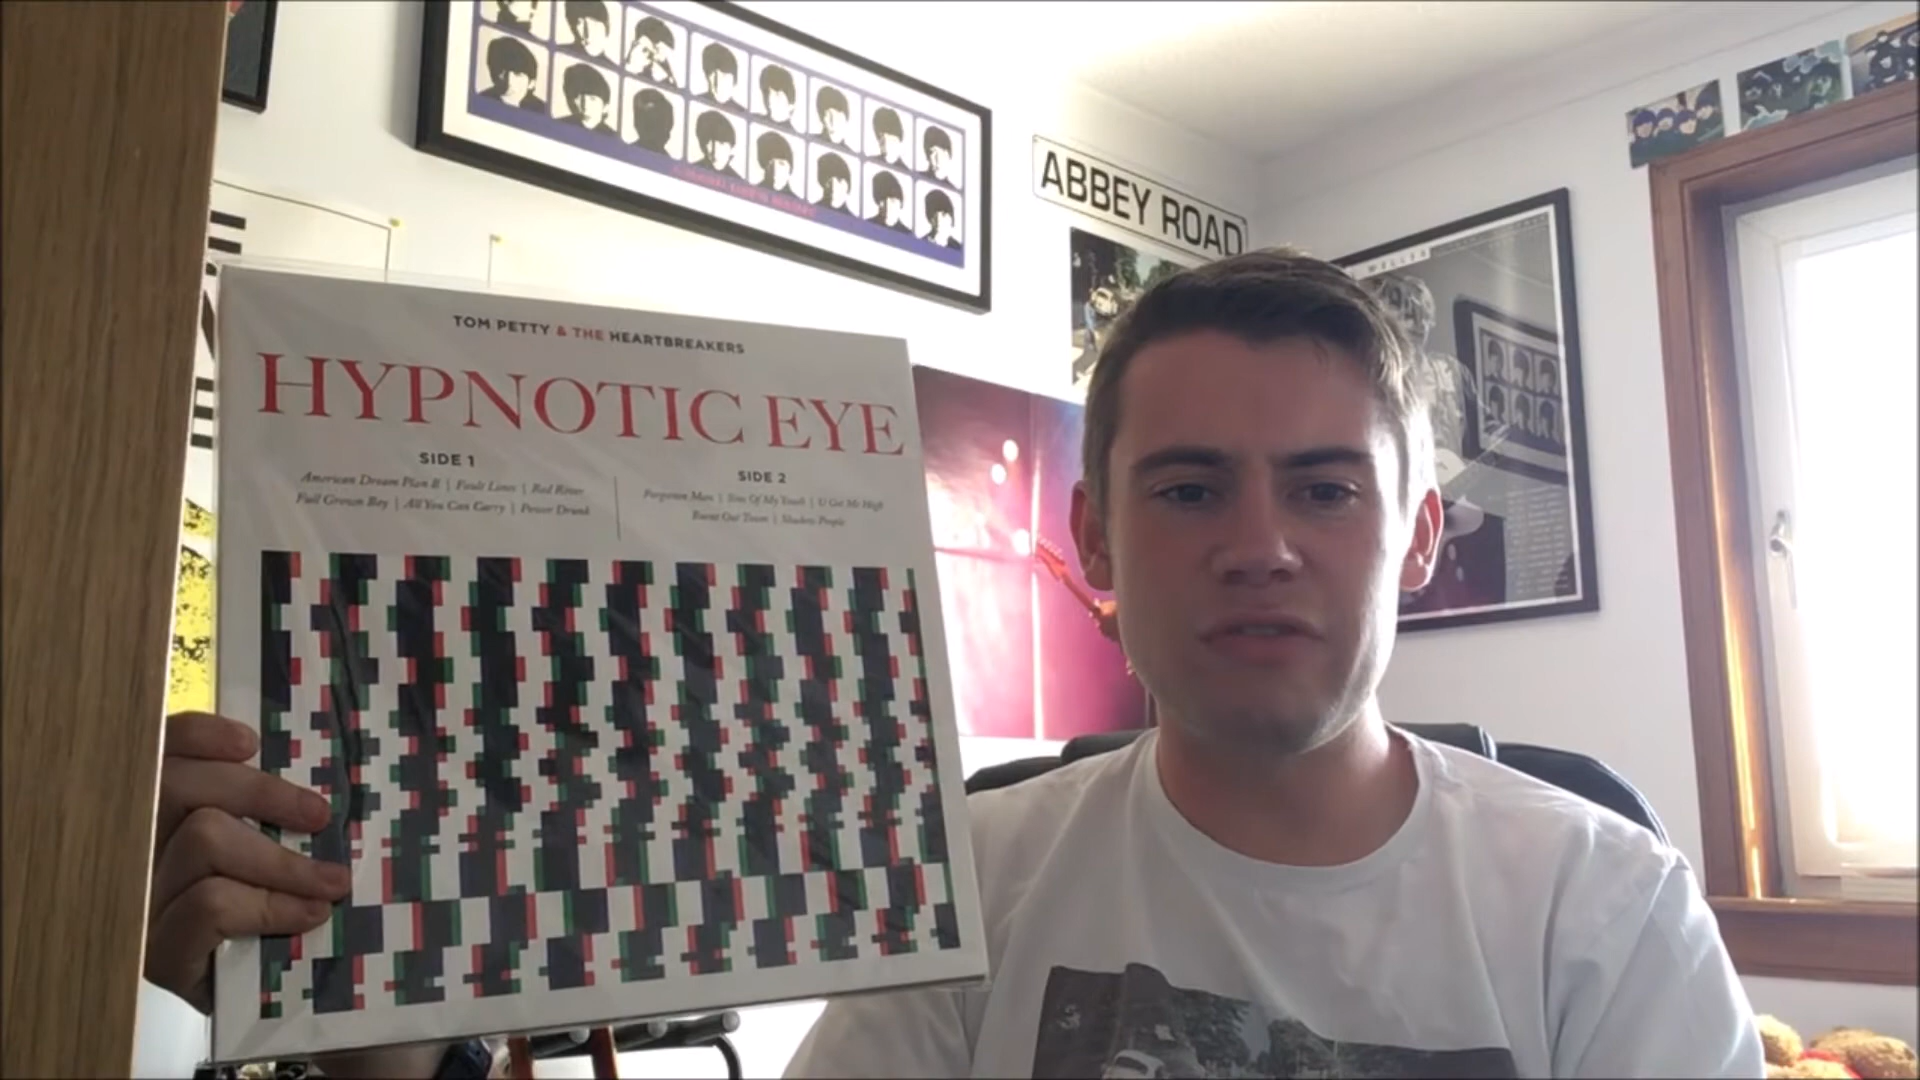 ABBEY ROAD
WELLER
TOM PETTY & THE HEARTBREAKERS
HYPNOTIC EYE
SIDE 1
American Dream Plan B | Fault Lines | Red River
Full Grown Boy | All You Can Carry | Power Drunk
SIDE 2
Forgotten Man | Sins Of My Youth | U Get Me High
Burnt Out Town | Shadow People